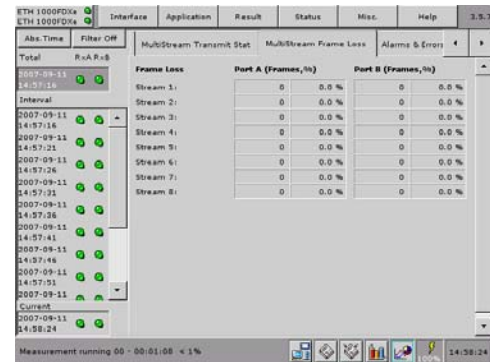 ETH 1000FDXa
ETH 1000FDXa
Interface Application Result Status Misc. Help 3.5.
Abs.Time Filter Off
MultiStream Transmit Stat MultiStream Frame Loss Alarms & Errors
Total RxA RxB
2007-09-11
14:57:16
Interval
2007-09-11
14:57:16
2007-09-11
14:57:21
2007-09-11
14:57:26
2007-09-11
14:57:31
2007-09-11
14:57:36
2007-09-11
14:57:41
2007-09-11
14:57:46
2007-09-11
14:57:51
2007-09-11
Current
2007-09-11
14:58:24
Frame Loss Port A (Frames,%) Port B (Frames,%)
Stream 1: 0 0.0 % 0 0.0 %
Stream 2: 0 0.0 % 0 0.0 %
Stream 3: 0 0.0 % 0 0.0 %
Stream 4: 0 0.0 % 0 0.0 %
Stream 5: 0 0.0 % 0 0.0 %
Stream 6: 0 0.0 % 0 0.0 %
Stream 7: 0 0.0 % 0 0.0 %
Stream 8: 0 0.0 % 0 0.0 %
Measurement running 00 - 00:01:08 < 1%
100%
14:58:24